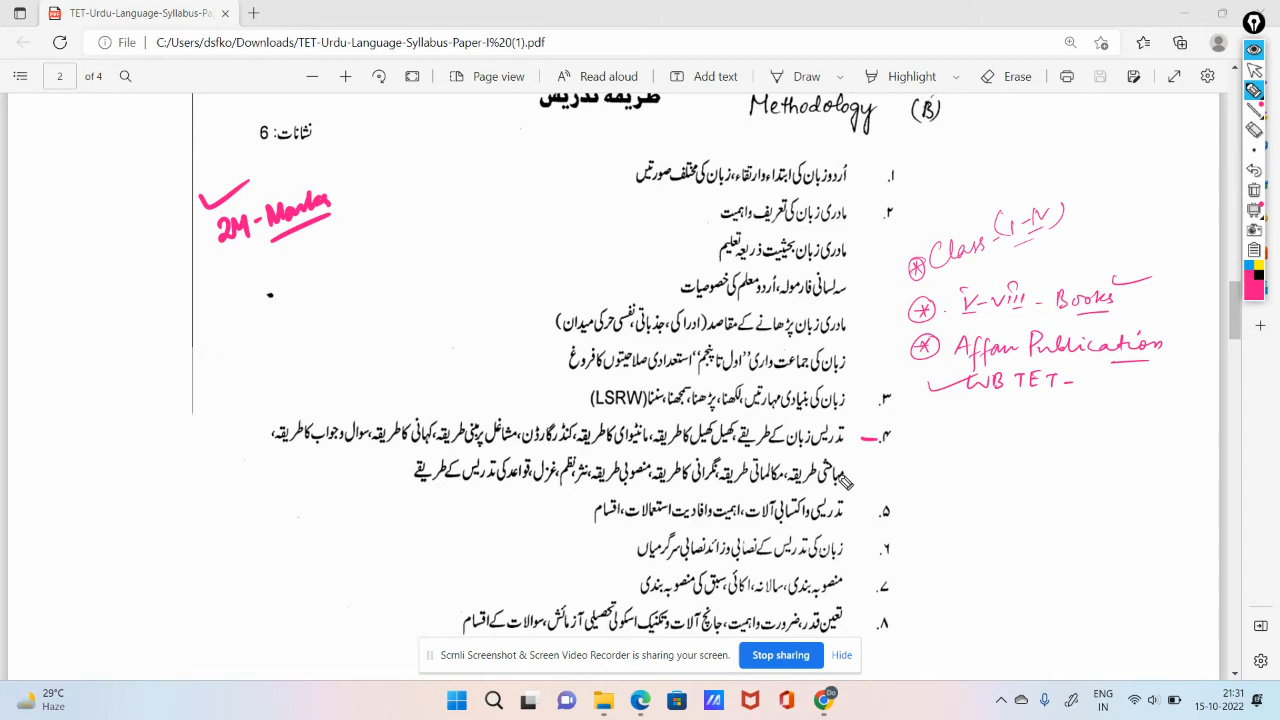 TET-Urdu-Language-Syllabus-Pape
File
C:/Users/dsfko/Downloads/TET-Urdu-Language-Syllabus-Paper-I%20(1).pdf
2 of 4
Page view
Read aloud
Add text
Draw
Highlight
Erase
طریقہ تدریس
Methodology (B)
نشانات: 6
۱. اُردو زبان کی ابتداء وارتقاء، زبان کی مختلف صورتیں
2M - Marks
۲. مادری زبان کی تعریف واہمیت
مادری زبان بحیثیت ذریعہ تعلیم
* Class - (I - IV)
سہ لسانی فارمولہ، اُردو معلم کی خصوصیات
* V - VIII - Books
مادری زبان پڑھانے کے مقاصد (ادراکی، جذباتی، نفسی حرکی میدان)
* Affan Publication
زبان کی جماعت واری "اول تا پنجم" استعدادی صلاحیتوں کا فروغ
WB TET -
۳. زبان کی بنیادی مہارتیں، لکھنا، پڑھنا، سمجھنا، سننا (LSRW)
۴. تدریس زبان کے طریقے، کھیل کھیل کا طریقہ، مانٹیوای کا طریقہ، کنڈرگارڈن، مشاغل پر مبنی طریقہ، کہانی کا طریقہ، سوال وجواب کا طریقہ،
مباحثی طریقہ، مکالماتی طریقہ، نگرانی کا طریقہ، منصوبی طریقہ، نثر، نظم، غزل، قواعد کی تدریس کے طریقے
۵. تدریسی واکتسابی آلات، اہمیت وافادیت استعمالات، اقسام
۶. زبان کی تدریس کے نصابی وزائد نصابی سرگرمیاں
۷. منصوبہ بندی، سالانہ، اکائی، سبق کی منصوبہ بندی
۸. تعین قدر، ضرورت واہمیت، جانچ آلات وتکنیک اسکولی تحصیلی آزمائش، سوالات کے اقسام
Scrnli Screenshot & Screen Video Recorder is sharing your screen.
Stop sharing
Hide
29°C
Haze
Do
ENG
IN
21:31
15-10-2022